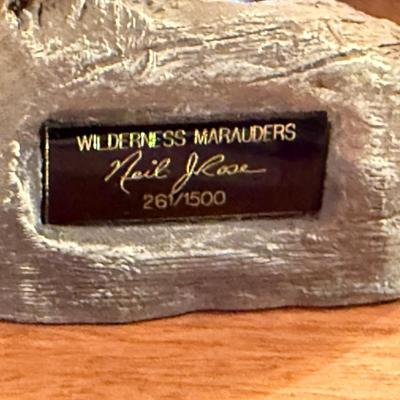 WILDERNESS MARAUDERS
Neil J Rose
261/1500